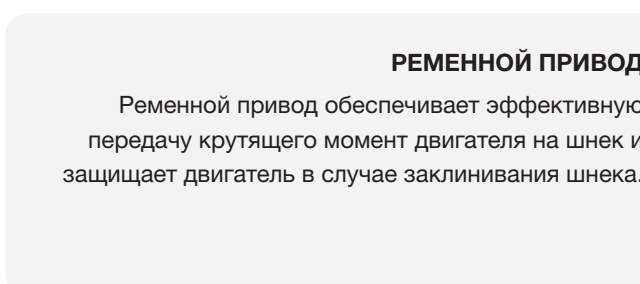 РЕМЕННОЙ ПРИВОД
Ременной привод обеспечивает эффективную
передачу крутящего момент двигателя на шнек и
защищает двигатель в случае заклинивания шнека.